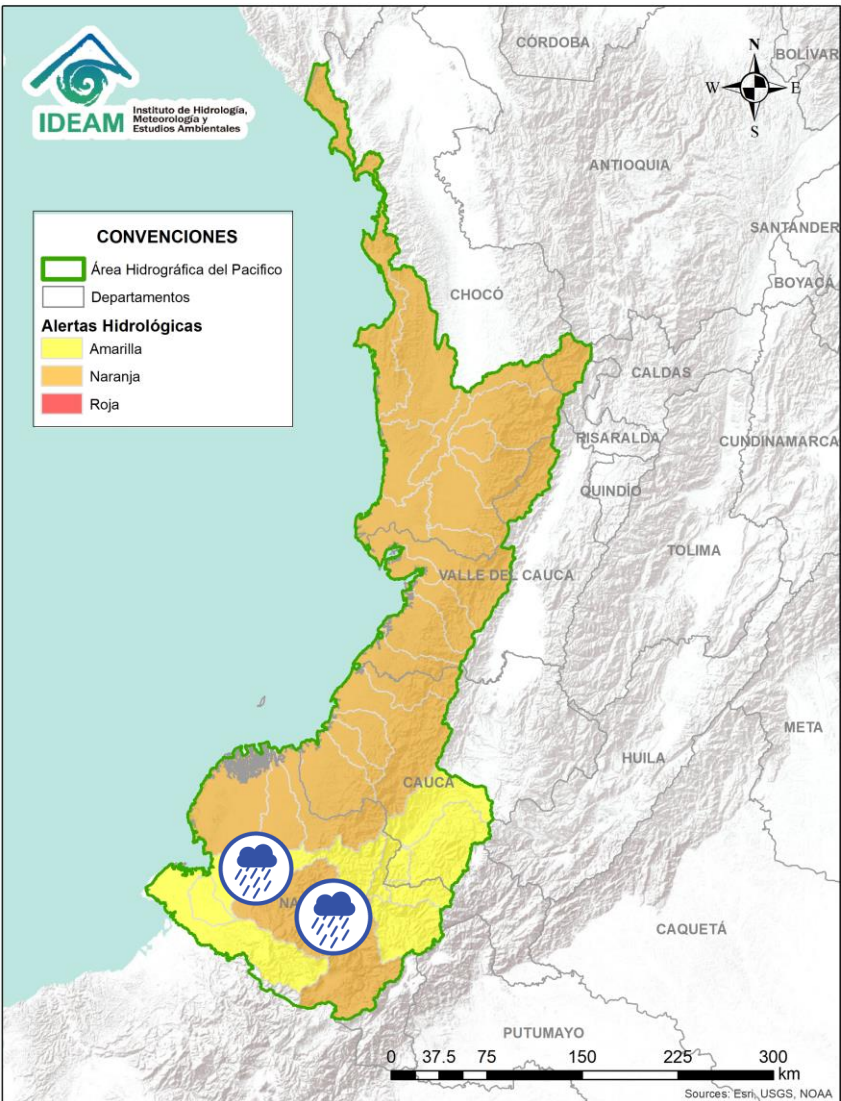 IDEAM
Instituto de Hidrología,
Meteorología y
Estudios Ambientales
N
W
E
S
CÓRDOBA
BOLÍVAR
ANTIOQUIA
SANTANDER
BOYACÁ
CONVENCIONES
Área Hidrográfica del Pacifico
Departamentos
Alertas Hidrológicas
Amarilla
Naranja
Roja
CHOCÓ
CALDAS
RISARALDA
CUNDINAMARCA
QUINDÍO
TOLIMA
VALLE DEL CAUCA
META
HUILA
CAUCA
NA
CAQUETÁ
PUTUMAYO
0 37.5 75 150 225 300
km
Sources: Esri, USGS, NOAA